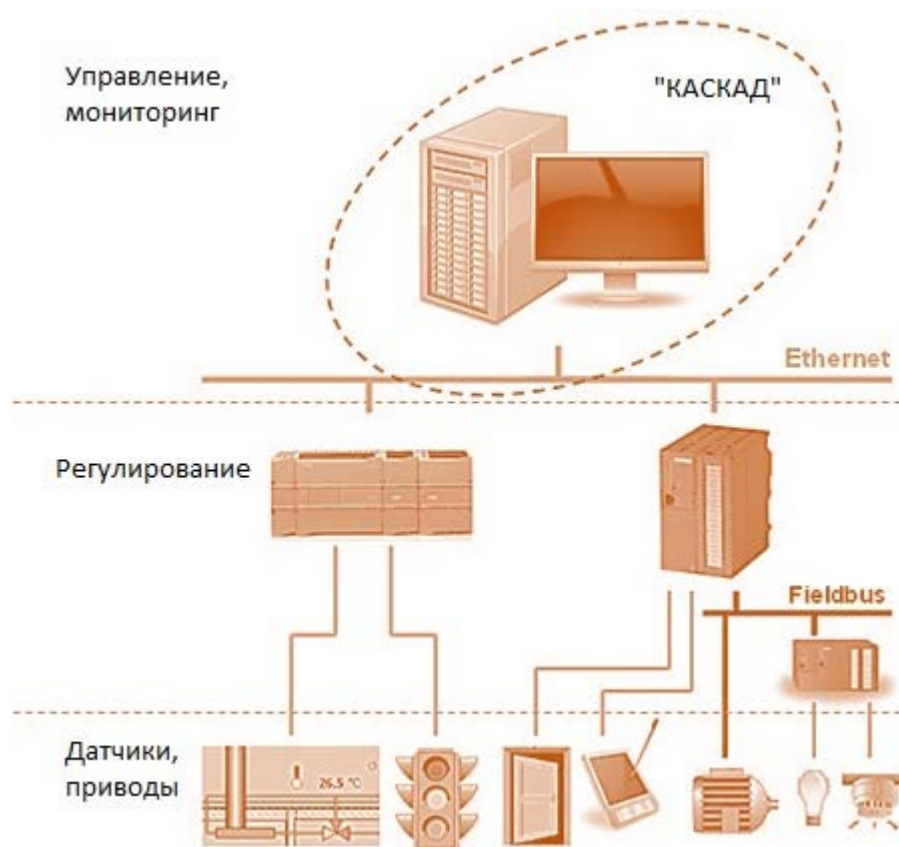 Управление,
мониторинг
"КАСКАД"
Ethernet
Регулирование
Fieldbus
Датчики,
приводы
26.5 °C